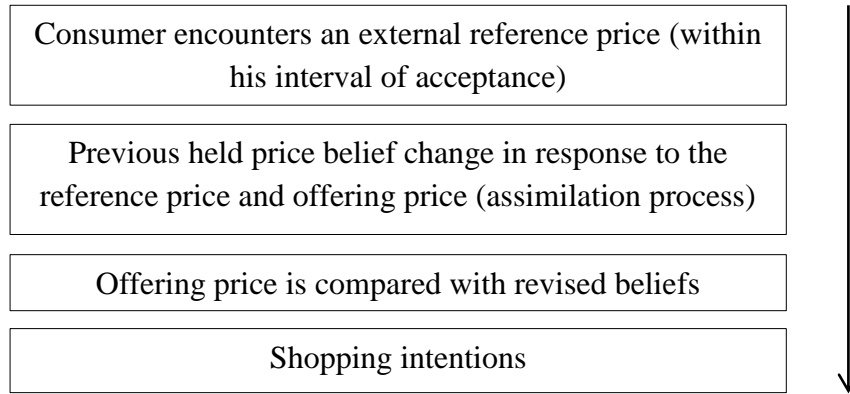 Consumer encounters an external reference price (within
his interval of acceptance)
Previous held price belief change in response to the
reference price and offering price (assimilation process)
Offering price is compared with revised beliefs
Shopping intentions